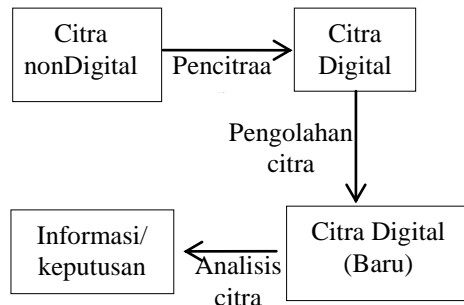 Citra
nonDigital
Pencitraa
Citra
Digital
Pengolahan
citra
Citra Digital
(Baru)
Analisis
citra
Informasi/
keputusan